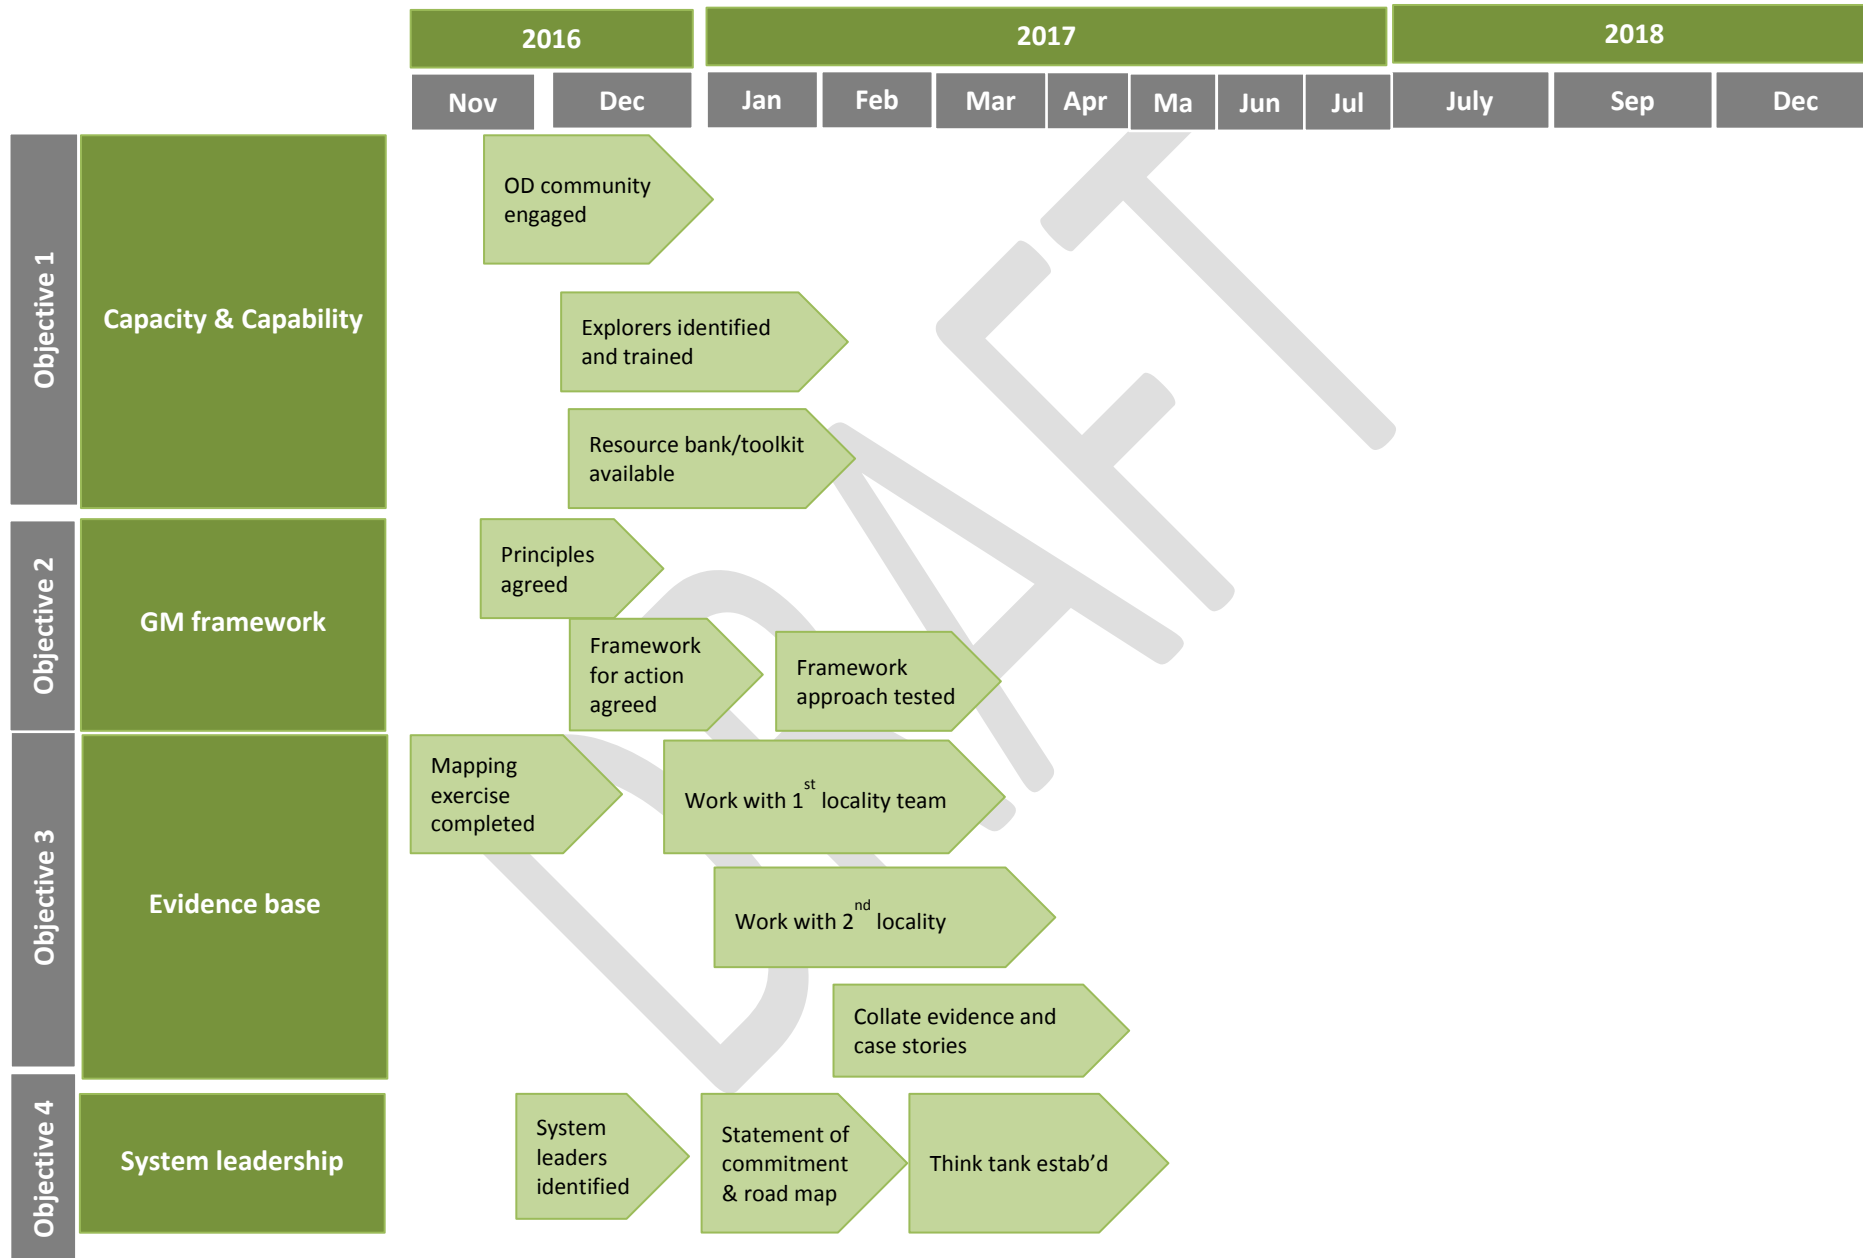 2016
2017
2018
Nov
Dec
Jan
Feb
Mar
Apr
Ma
Jun
Jul
July
Sep
Dec
Objective 1
Capacity & Capability
OD community
engaged
Explorers identified
and trained
Resource bank/toolkit
available
Objective 2
GM framework
Principles
agreed
Framework
for action
agreed
Framework
approach tested
Objective 3
Evidence base
Mapping
exercise
completed
Work with 1st locality team
Work with 2nd locality
Collate evidence and
case stories
Objective 4
System leadership
System
leaders
identified
Statement of
commitment
& road map
Think tank estab’d
DRAFT